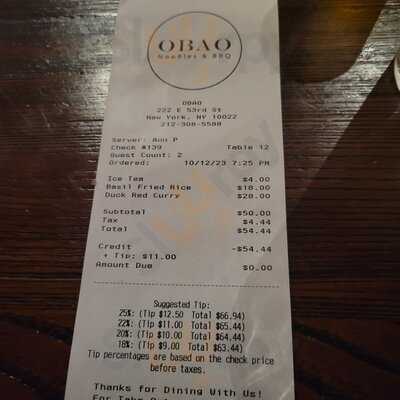 OBAO
Noodles & BBQ
OBAO
222 E 53rd St
New York, NY 10022
212-308-5588
Server: Ann P
Check #139 Table 12
Guest Count: 2
Ordered: 10/12/23 7:25 PM
Ice Tea $4.00
Basil Fried Rice $18.00
Duck Red Curry $28.00
Subtotal $50.00
Tax $4.44
Total $54.44
Credit -$54.44
+ Tip: $11.00
Amount Due $0.00
Suggested Tip:
25%: (Tip $12.50 Total $66.94)
22%: (Tip $11.00 Total $65.44)
20%: (Tip $10.00 Total $64.44)
18%: (Tip $9.00 Total $63.44)
Tip percentages are based on the check price
before taxes.
Thanks for Dining With Us!